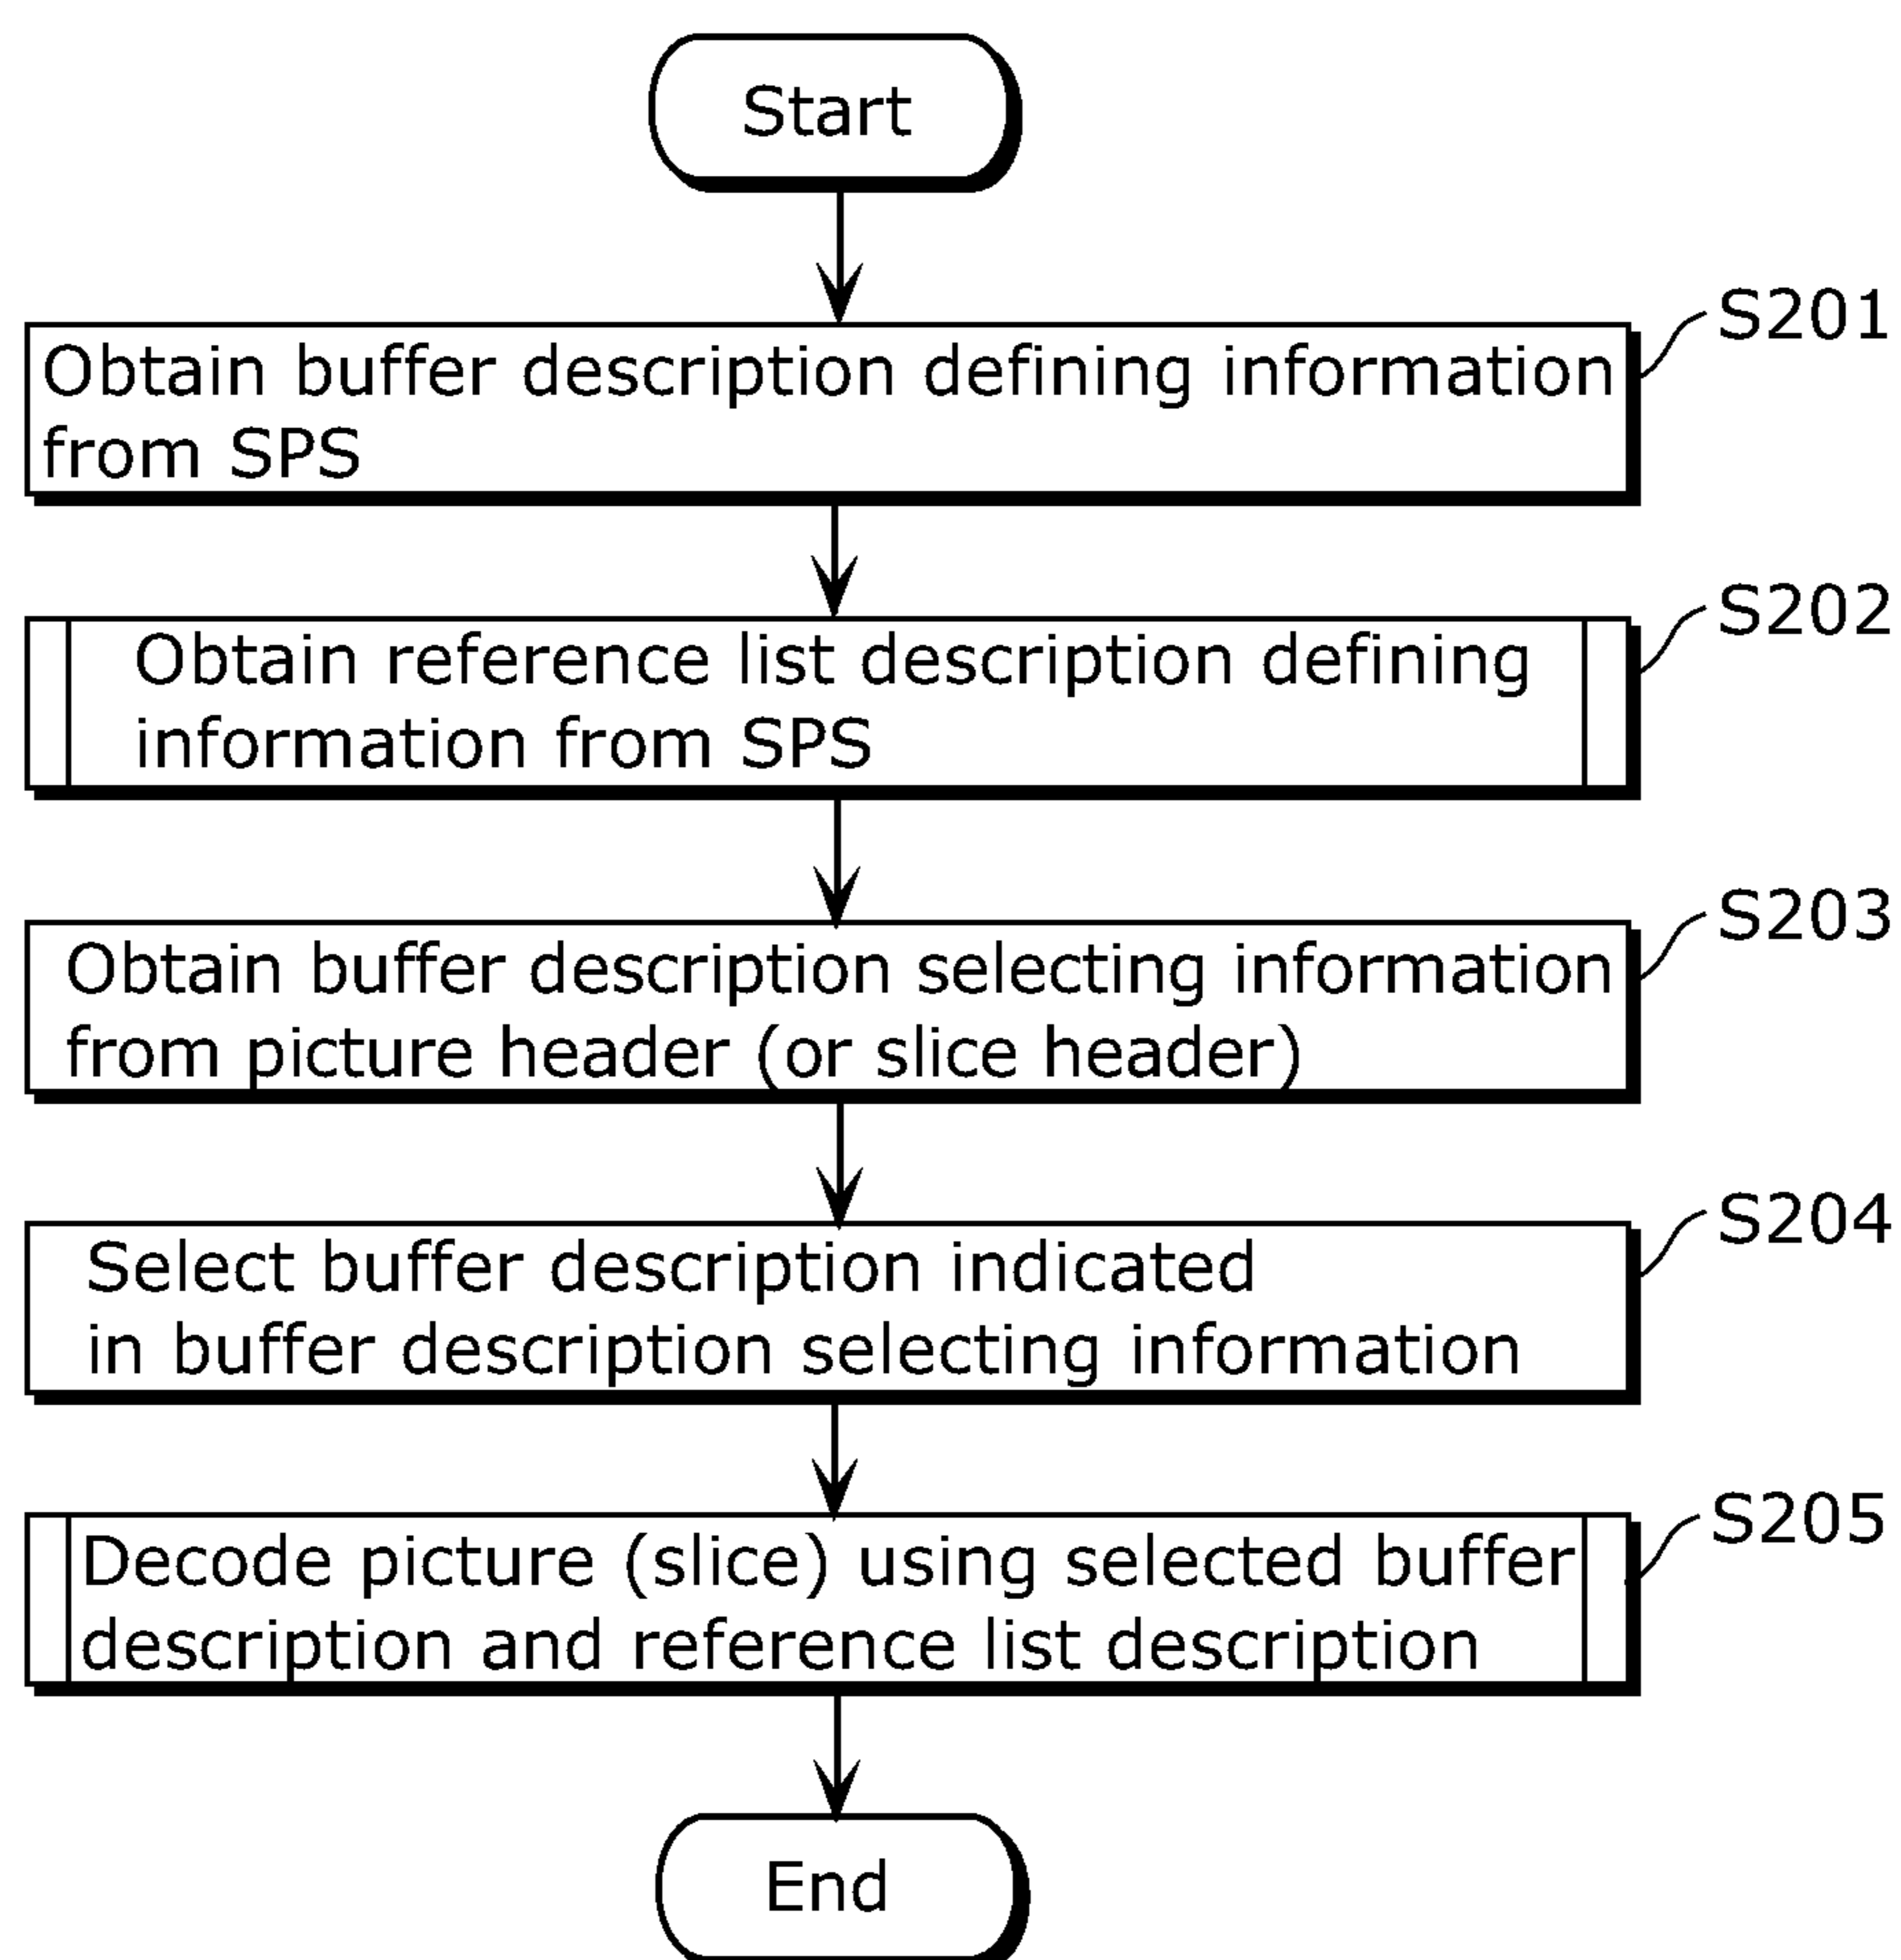 Start
S201
Obtain buffer description defining information
from SPS
S202
Obtain reference list description defining
information from SPS
S203
Obtain buffer description selecting information
from picture header (or slice header)
S204
Select buffer description indicated
in buffer description selecting information
S205
Decode picture (slice) using selected buffer
description and reference list description
End